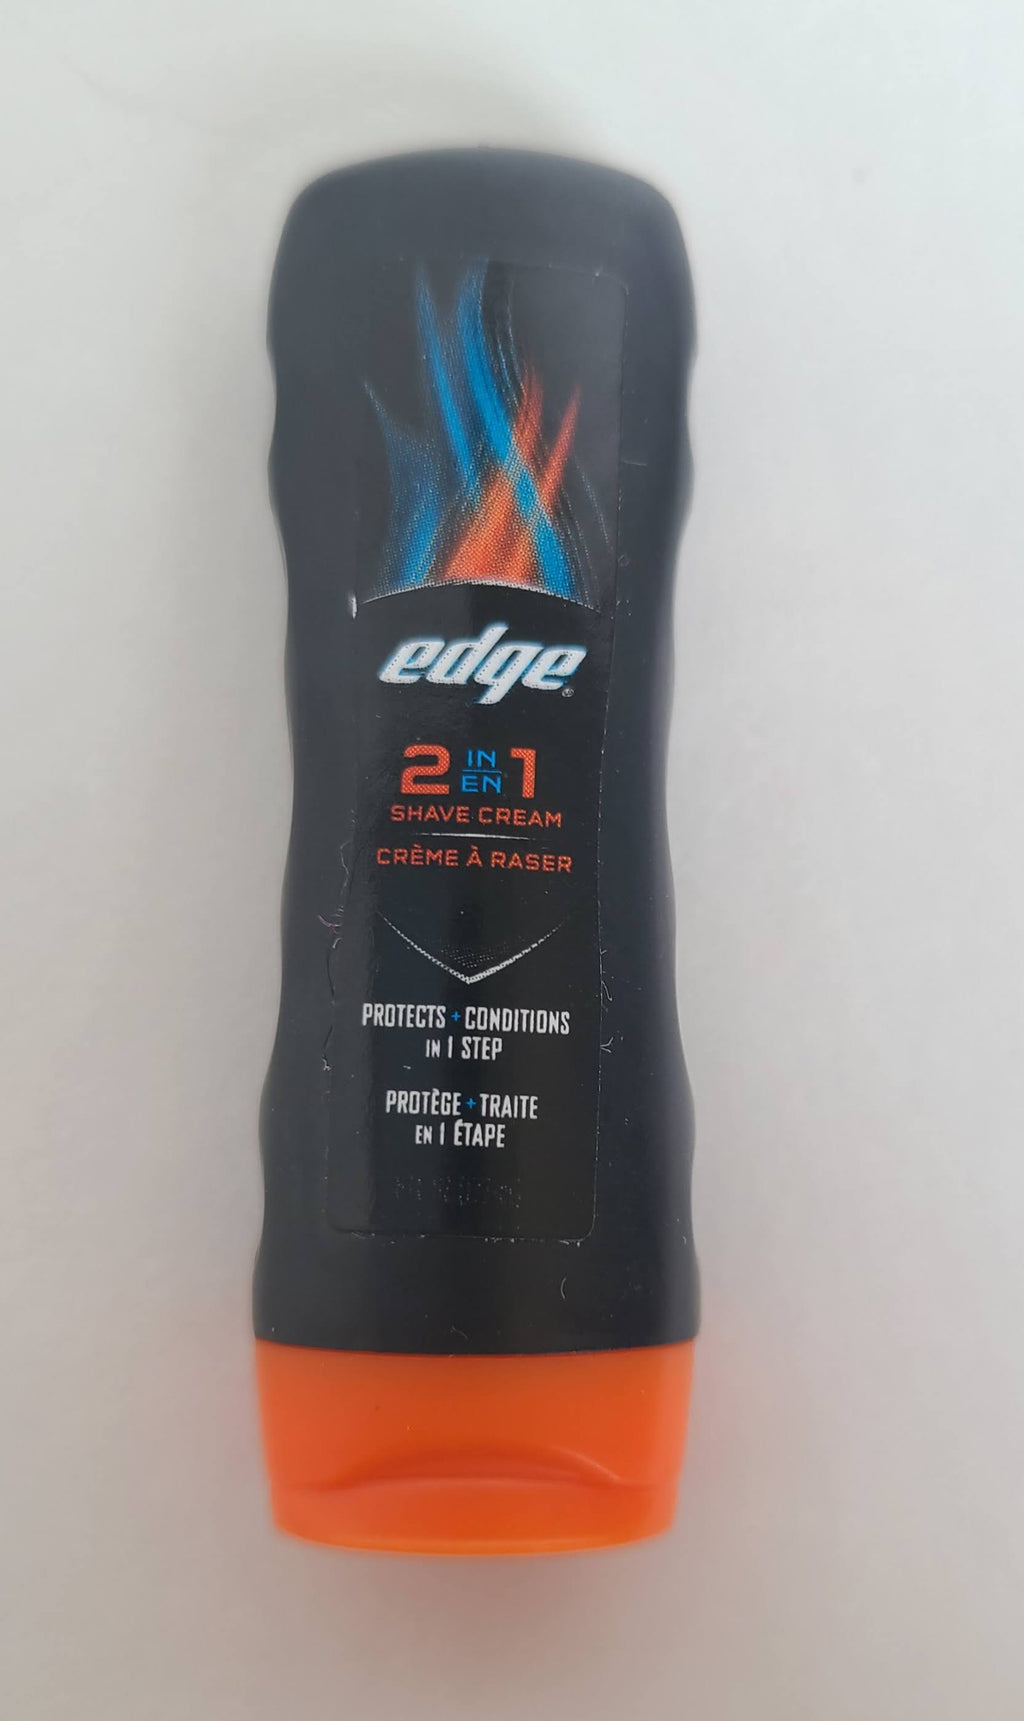 edge®
2 IN EN 1
SHAVE CREAM
CRÈME À RASER
PROTECTS + CONDITIONS
IN 1 STEP
PROTÈGE + TRAITE
EN 1 ÉTAPE